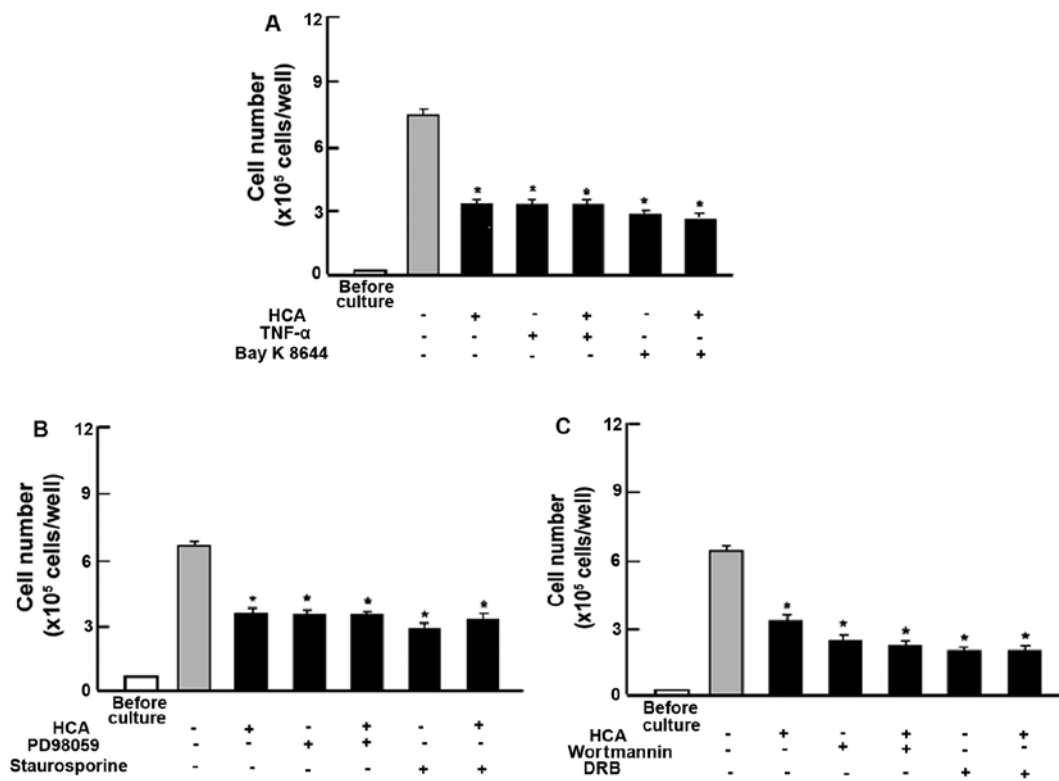 A
Cell number
(x10⁵ cells/well)
12
9
6
3
0
Before
culture
HCA - + - + - +
TNF-α - - + + - -
Bay K 8644 - - - - + +
B
Cell number
(x10⁵ cells/well)
12
9
6
3
0
Before
culture
HCA - + - + - +
PD98059 - - + + - -
Staurosporine - - - - + +
C
Cell number
(x10⁵ cells/well)
12
9
6
3
0
Before
culture
HCA - + - + - +
Wortmannin - - + + - -
DRB - - - - + +